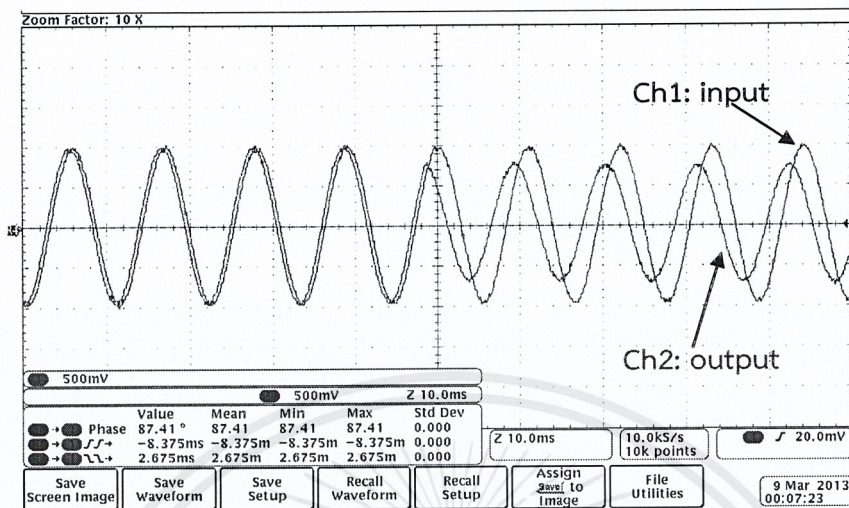 Zoom Factor: 10 X
Ch1: input
Ch2: output
500mV
500mV Z 10.0ms
Value Mean Min Max Std Dev
Phase 87.41 ° 87.41 87.41 87.41 0.000
-8.375ms -8.375m -8.375m -8.375m 0.000
2.675ms 2.675m 2.675m 2.675m 0.000
Z 10.0ms
10.0kS/s
10k points
20.0mV
Save
Screen Image
Save
Waveform
Save
Setup
Recall
Waveform
Recall
Setup
Assign
Save to
Image
File
Utilities
9 Mar 2013
00:07:23